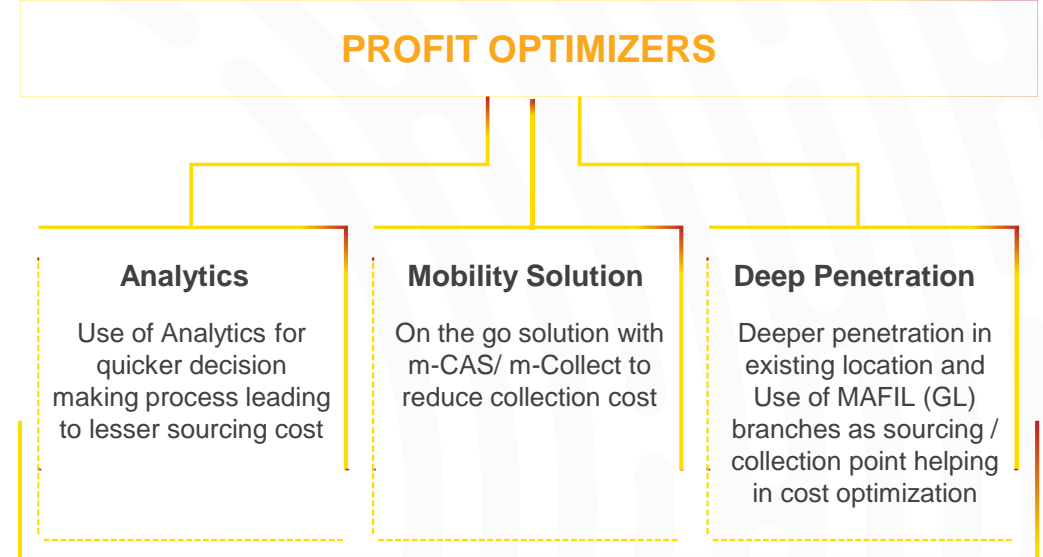 PROFIT OPTIMIZERS
Analytics
Use of Analytics for
quicker decision
making process leading
to lesser sourcing cost
Mobility Solution
On the go solution with
m-CAS/ m-Collect to
reduce collection cost
Deep Penetration
Deeper penetration in
existing location and
Use of MAFIL (GL)
branches as sourcing /
collection point helping
in cost optimization